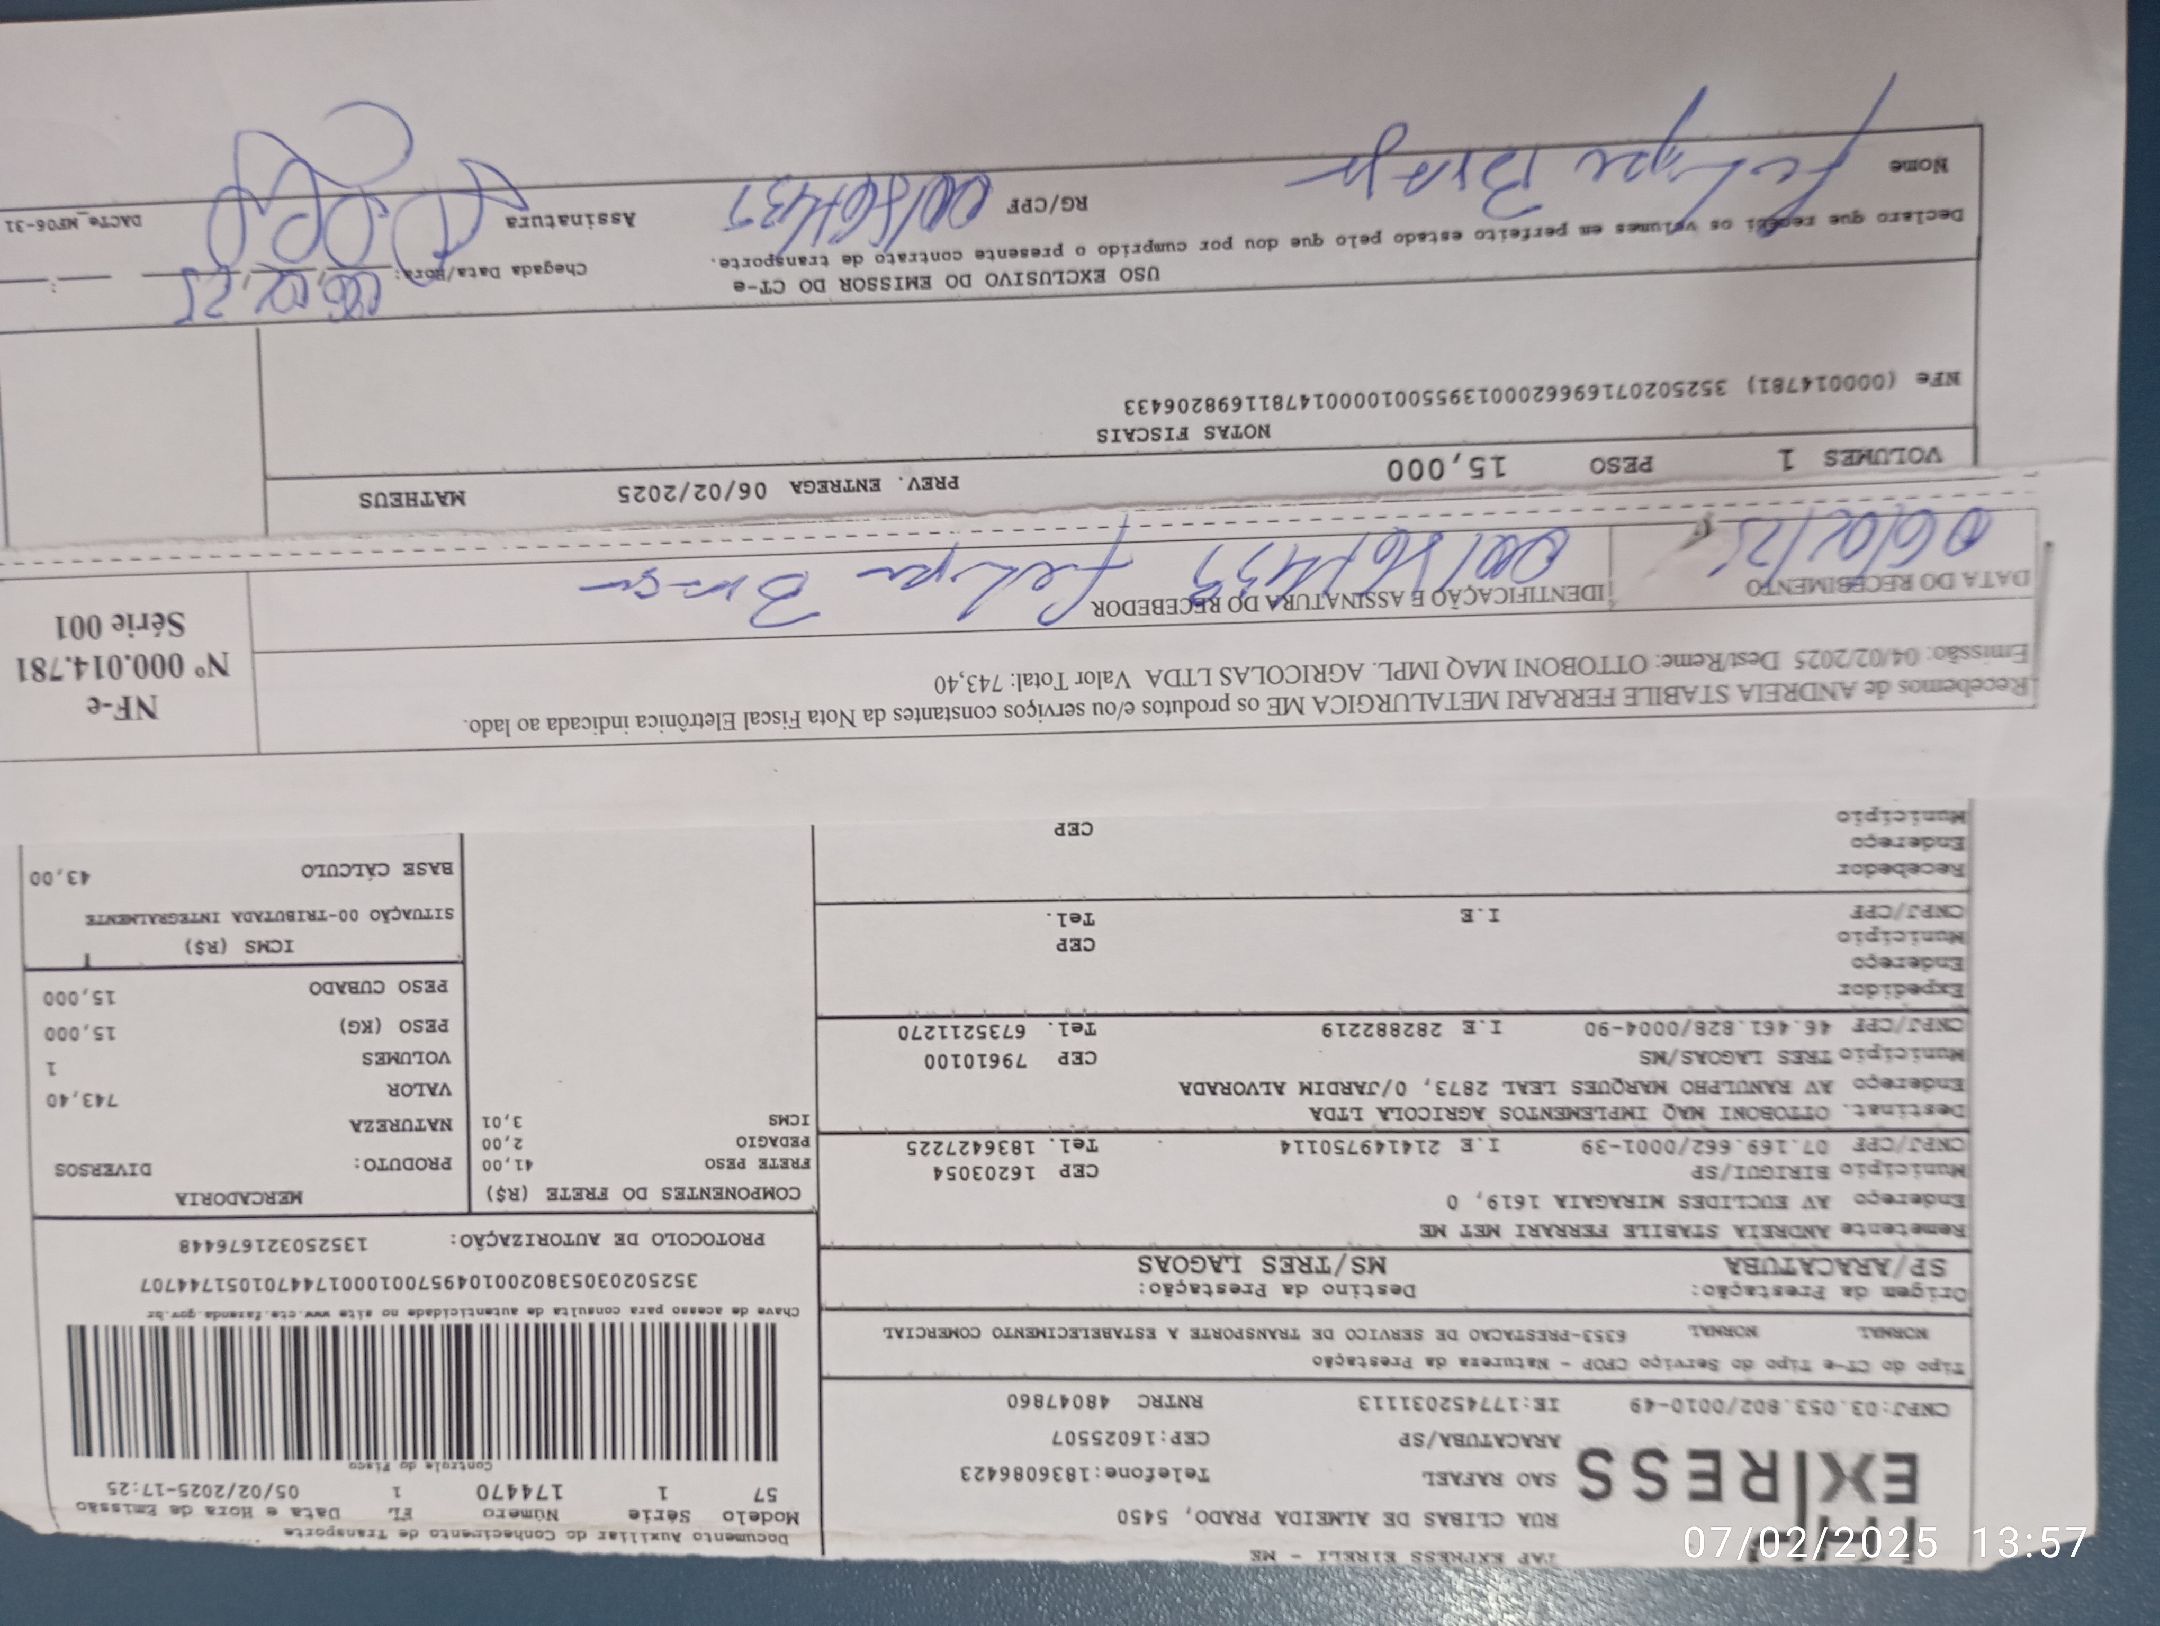 TAP EXPRESS EIRELI - ME
EXPRESS
RUA CLIBAS DE ALMEIDA PRADO, 5450
SAO RAFAEL Telefone:1836086423
ARACATUBA/SP CEP:16025507
CNPJ:03.053.802/0010-49 IE:177452031113 RNTRC 48047860
Documento Auxiliar do Conhecimento de Transporte
Modelo Série Número FL Data e Hora de Emissão
57 1 174470 1 05/02/2025-17:25
Controle do Fisco
Chave de acesso para consulta de autenticidade no site www.cte.fazenda.gov.br
35250203053802001049570010001744701051744707
PROTOCOLO DE AUTORIZAÇÃO: 135250321676448
Tipo do CT-e Tipo do Serviço CFOP - Natureza da Prestação
NORMAL NORMAL 6353-PRESTACAO DE SERVICO DE TRANSPORTE A ESTABELECIMENTO COMERCIAL
Origem da Prestação: Destino da Prestação:
SP/ARACATUBA MS/TRES LAGOAS
Remetente ANDREIA STABILE FERRARI MET ME
Endereço AV EUCLIDES MIRAGAIA 1619, 0
Municipio BIRIGUI/SP CEP 16203054
CNPJ/CPF 07.169.662/0001-39 I.E 214149750114 Tel. 1836427225
Destinat. OTTOBONI MAQ IMPLEMENTOS AGRICOLA LTDA
Endereço AV RANULPHO MARQUES LEAL 2873, 0/JARDIM ALVORADA
Municipio TRES LAGOAS/MS CEP 79610100
CNPJ/CPF 46.461.828/0004-90 I.E 282882219 Tel. 6735211270
Expedidor
Endereço
Municipio CEP
CNPJ/CPF I.E Tel.
Recebedor
Endereço
Municipio CEP
COMPONENTES DO FRETE (R$)
FRETE PESO 41,00
PEDAGIO 2,00
ICMS 3,01
MERCADORIA
PRODUTO: DIVERSOS
NATUREZA
VALOR 743,40
VOLUMES 1
PESO (KG) 15,000
PESO CUBADO 15,000
ICMS (R$)
SITUAÇÃO 00-TRIBUTADA INTEGRALMENTE
BASE CÁLCULO 43,00
Recebemos de ANDREIA STABILE FERRARI METALURGICA ME os produtos e/ou serviços constantes da Nota Fiscal Eletrônica indicada ao lado.
Emissão: 04/02/2025 Dest/Reme: OTTOBONI MAQ IMPL. AGRICOLAS LTDA Valor Total: 743,40
NF-e
Nº 000.014.781
Série 001
DATA DO RECEBIMENTO IDENTIFICAÇÃO E ASSINATURA DO RECEBEDOR
06/02/25 Felipe
VOLUMES 1 PESO 15,000 PREV. ENTREGA 06/02/2025 MATHEUS
NOTAS FISCAIS
NFe (000014781) 35250207169662000139550010000147811698206433
USO EXCLUSIVO DO EMISSOR DO CT-e
Declaro que recebi os volumes em perfeito estado pelo que dou por cumprido o presente contrato de transporte.
Chegada Data/Hora: 06/02/25
Nome Felipe RG/CPF Assinatura
DACTe_MF06-31
07/02/2025 13:57